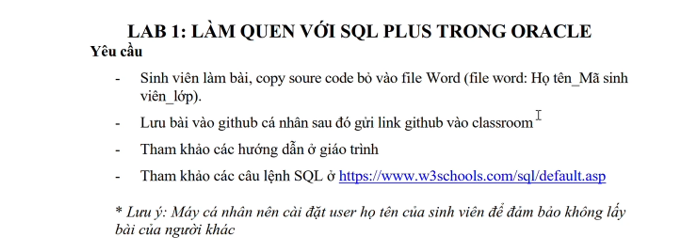 LAB 1: LÀM QUEN VỚI SQL PLUS TRONG ORACLE
Yêu cầu
- Sinh viên làm bài, copy soure code bỏ vào file Word (file word: Họ tên_Mã sinh
viên_lớp).
- Lưu bài vào github cá nhân sau đó gửi link github vào classroom
- Tham khảo các hướng dẫn ở giáo trình
- Tham khảo các câu lệnh SQL ở https://www.w3schools.com/sql/default.asp
* Lưu ý: Máy cá nhân nên cài đặt user họ tên của sinh viên để đảm bảo không lấy
bài của người khác